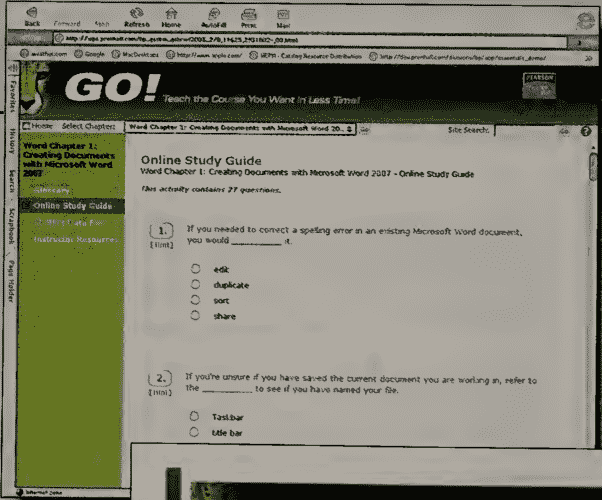 Back Forward Stop Refresh Home AutoFill Print Mail
Google MacDesktops
GO! Teach the Course You Want in Less Time!
PEARSON
Home Select Chapter: Word Chapter 1: Creating Documents with Microsoft Word 20... Go Site Search: Go
Favorites
History
Search
Scrapbook
Page Holder
Word Chapter 1:
Creating Documents
with Microsoft Word
2007
Glossary
Online Study Guide
Instructor Resources
Online Study Guide
Word Chapter 1: Creating Documents with Microsoft Word 2007 - Online Study Guide
This activity contains 27 questions.
1. If you needed to correct a spelling error in an existing Microsoft Word document,
[Hint] you would __________ it.
edit
duplicate
sort
share
2. If you're unsure if you have saved the current document you are working in, refer to
[Hint] the __________ to see if you have named your file.
Taskbar
title bar
Internet zone